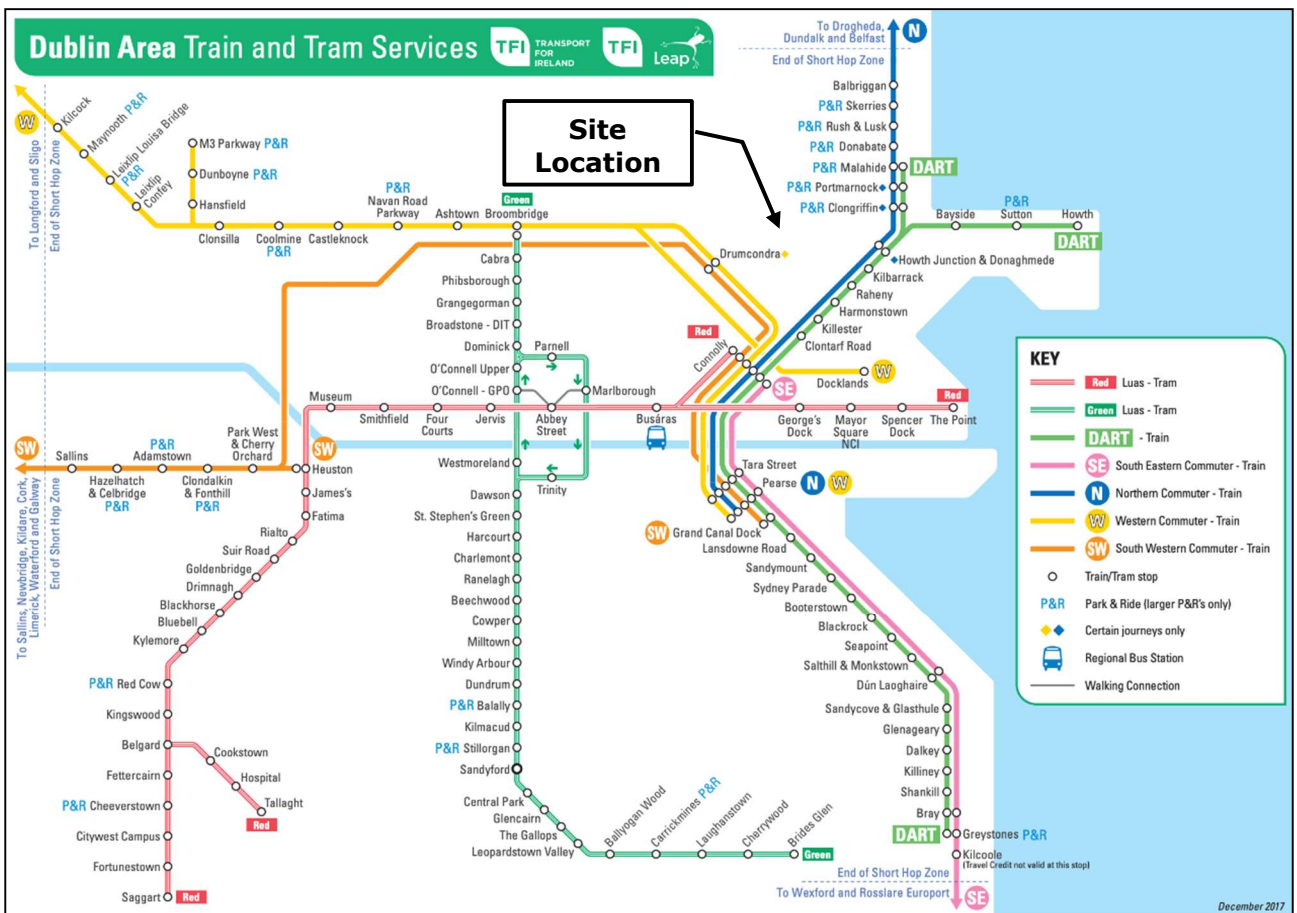 Dublin Area Train and Tram Services
TFI
TRANSPORT
FOR
IRELAND
TFI
Leap
Site
Location
To Drogheda,
Dundalk and Belfast
N
End of Short Hop Zone
Balbriggan
P&R Skerries
P&R Rush & Lusk
P&R Donabate
P&R Malahide
DART
P&R Portmarnock
P&R Clongriffin
Bayside
P&R
Sutton
Howth
DART
Howth Junction & Donaghmede
Kilbarrack
Raheny
Harmonstown
Killester
Clontarf Road
W
To Longford and Sligo
End of Short Hop Zone
Kilcock
Maynooth P&R
Leixlip Louisa Bridge
P&R
Leixlip
Confey
M3 Parkway P&R
Dunboyne P&R
Hansfield
Clonsilla
Coolmine
P&R
Castleknock
P&R
Navan Road
Parkway
Ashtown
Green
Broombridge
Drumcondra
Cabra
Phibsborough
Grangegorman
Broadstone - DIT
Dominick
Parnell
O'Connell Upper
O'Connell - GPO
Marlborough
Red
Connolly
Docklands
W
SE
Museum
Smithfield
Four
Courts
Jervis
Abbey
Street
Busáras
George's
Dock
Mayor
Square
NCI
Spencer
Dock
Red
The Point
SW
To Sallins, Newbridge, Kildare, Cork,
Limerick, Waterford and Galway
End of Short Hop Zone
Sallins
Hazelhatch
& Celbridge
P&R
P&R
Adamstown
Clondalkin
& Fonthill
P&R
Park West
& Cherry
Orchard
SW
Heuston
James's
Fatima
Rialto
Suir Road
Goldenbridge
Drimnagh
Blackhorse
Bluebell
Kylemore
P&R Red Cow
Kingswood
Belgard
Cookstown
Hospital
Tallaght
Red
Fettercairn
P&R Cheeverstown
Citywest Campus
Fortunestown
Saggart
Red
Westmoreland
Trinity
Dawson
St. Stephen's Green
Harcourt
Charlemont
Ranelagh
Beechwood
Cowper
Milltown
Windy Arbour
Dundrum
P&R Balally
Kilmacud
P&R Stillorgan
Sandyford
Central Park
Glencairn
The Gallops
Leopardstown Valley
Ballyogan Wood
Carrickmines P&R
Laughanstown
Cherrywood
Brides Glen
Green
Tara Street
Pearse
N
W
SW
Grand Canal Dock
Lansdowne Road
Sandymount
Sydney Parade
Booterstown
Blackrock
Seapoint
Salthill & Monkstown
Dún Laoghaire
Sandycove & Glasthule
Glenageary
Dalkey
Killiney
Shankill
Bray
DART
Greystones P&R
Kilcoole
(Travel Credit not valid at this stop)
End of Short Hop Zone
To Wexford and Rosslare Europort
SE
KEY
Red Luas - Tram
Green Luas - Tram
DART - Train
SE South Eastern Commuter - Train
N Northern Commuter - Train
W Western Commuter - Train
SW South Western Commuter - Train
Train/Tram stop
P&R Park & Ride (larger P&R's only)
Certain journeys only
Regional Bus Station
Walking Connection
December 2017